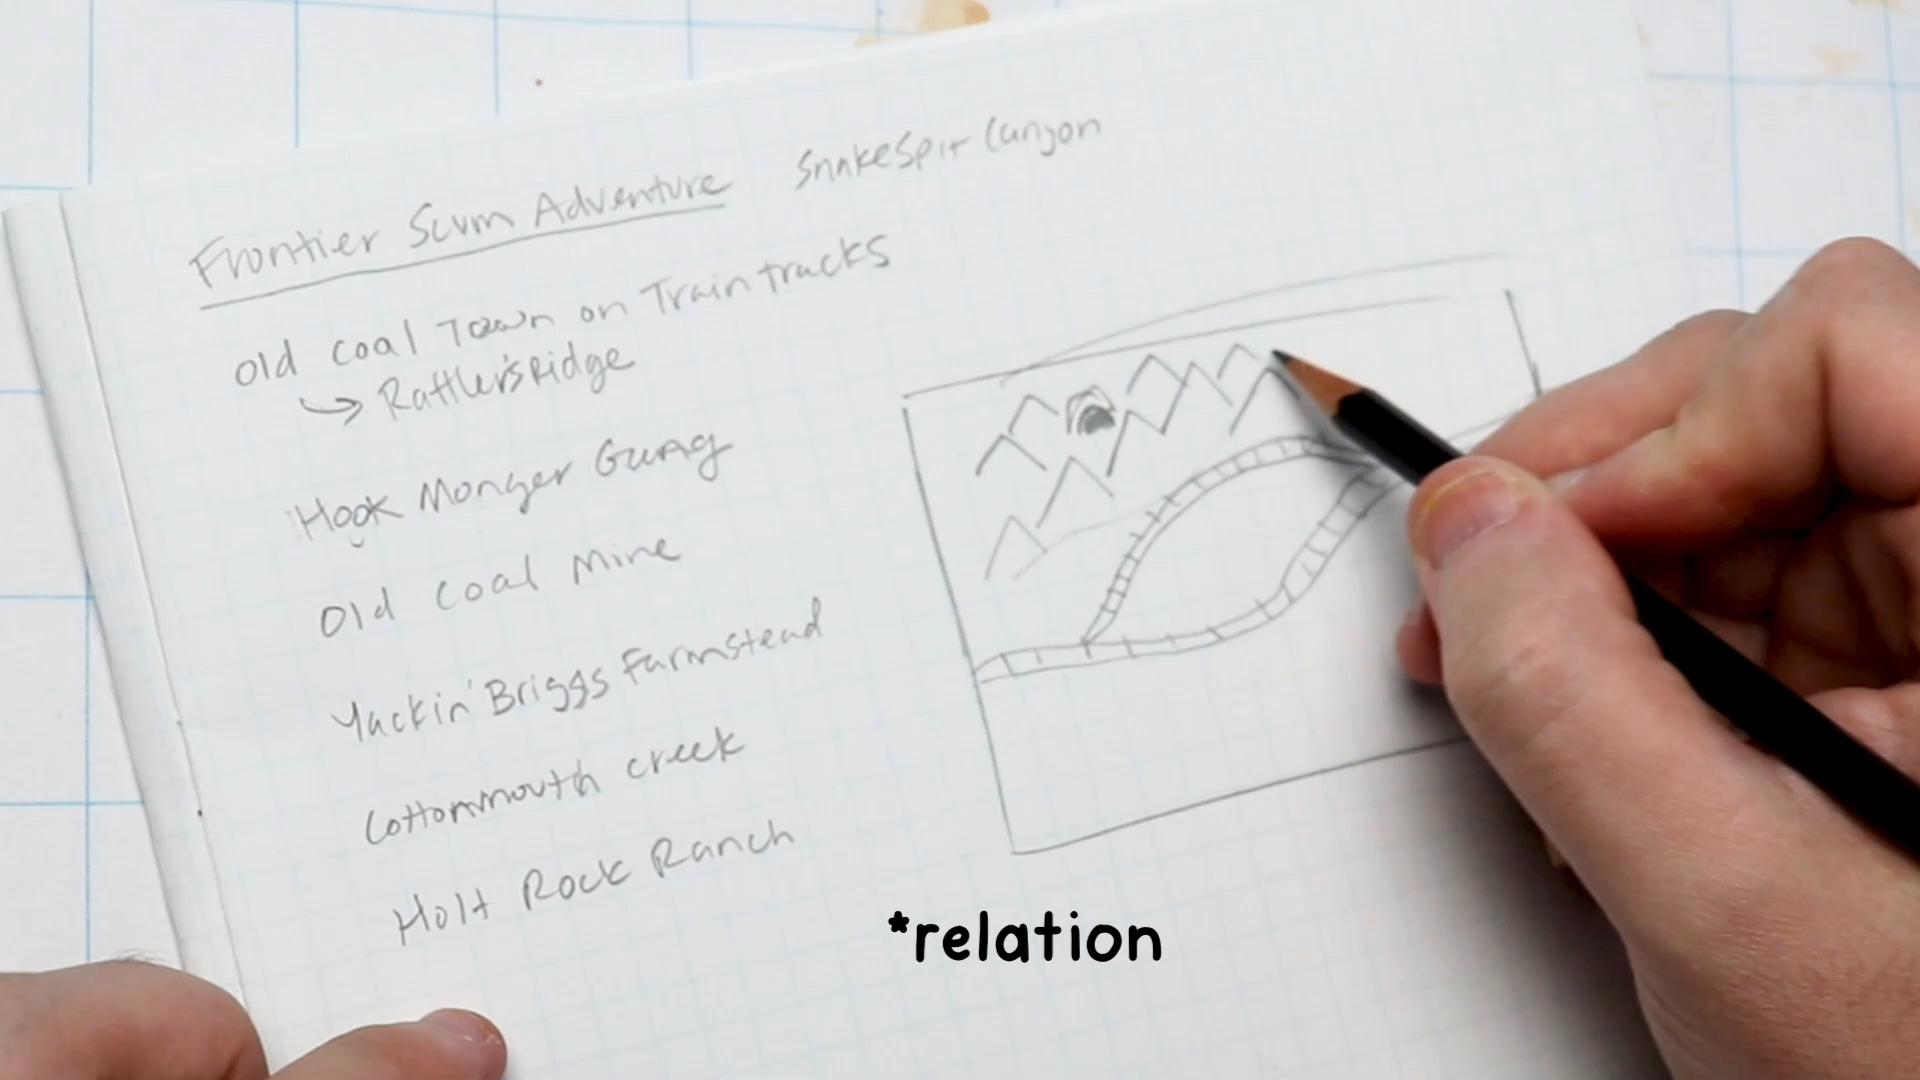 Frontier Scum Adventure
SnakeSpit Canyon
Old Coal Town on Train tracks
→ Rattler's Ridge
Hook Monger Gang
Old Coal Mine
Yackin' Briggs Farmstead
Cottonmouth creek
Holt Rock Ranch
*relation